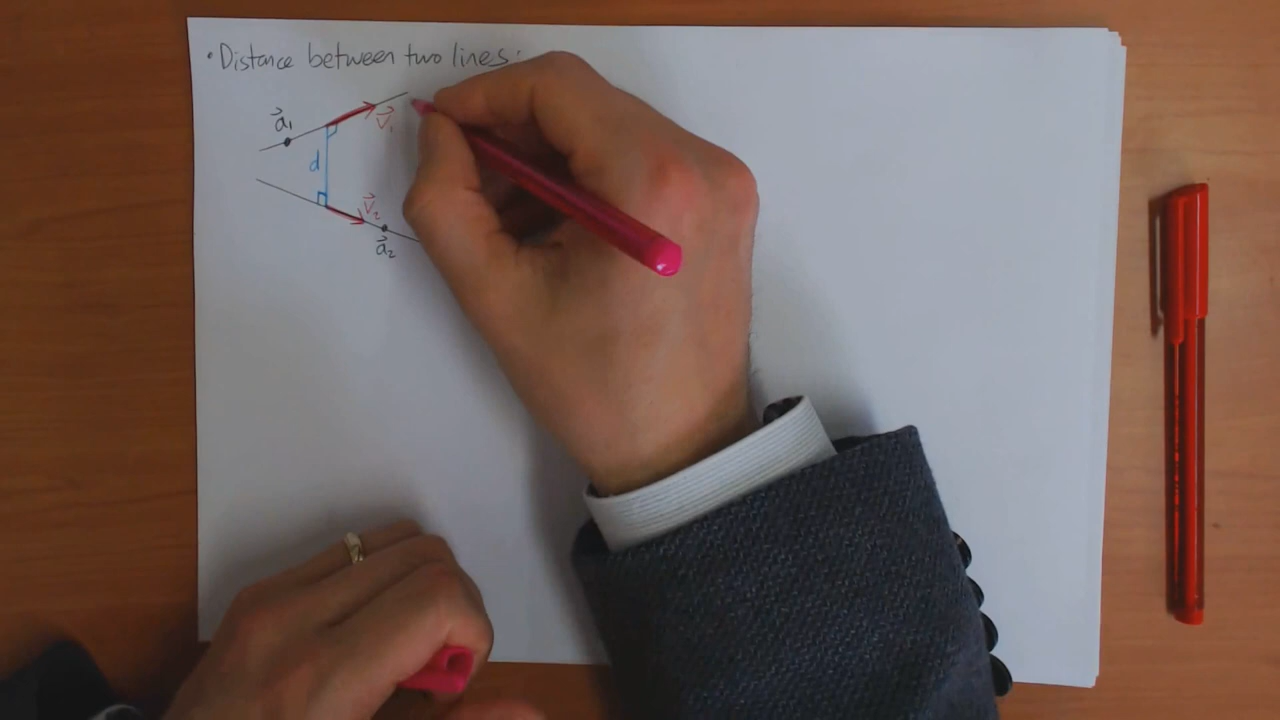 • Distance between two lines:
a⃗₁
v⃗₁
d
v⃗₂
a⃗₂